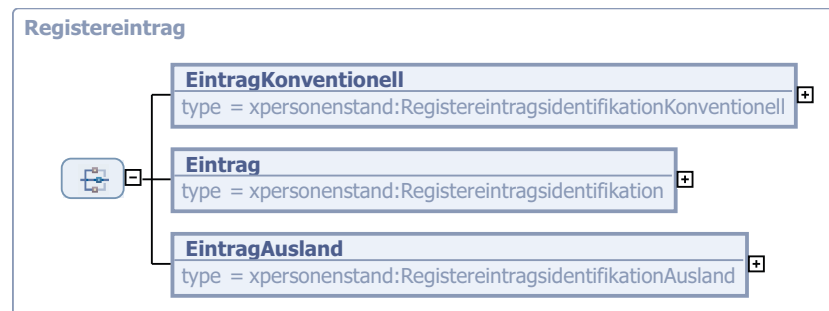 Registereintrag
EintragKonventionell
type = xpersonenstand:RegistereintragsidentifikationKonventionell
Eintrag
type = xpersonenstand:Registereintragsidentifikation
EintragAusland
type = xpersonenstand:RegistereintragsidentifikationAusland